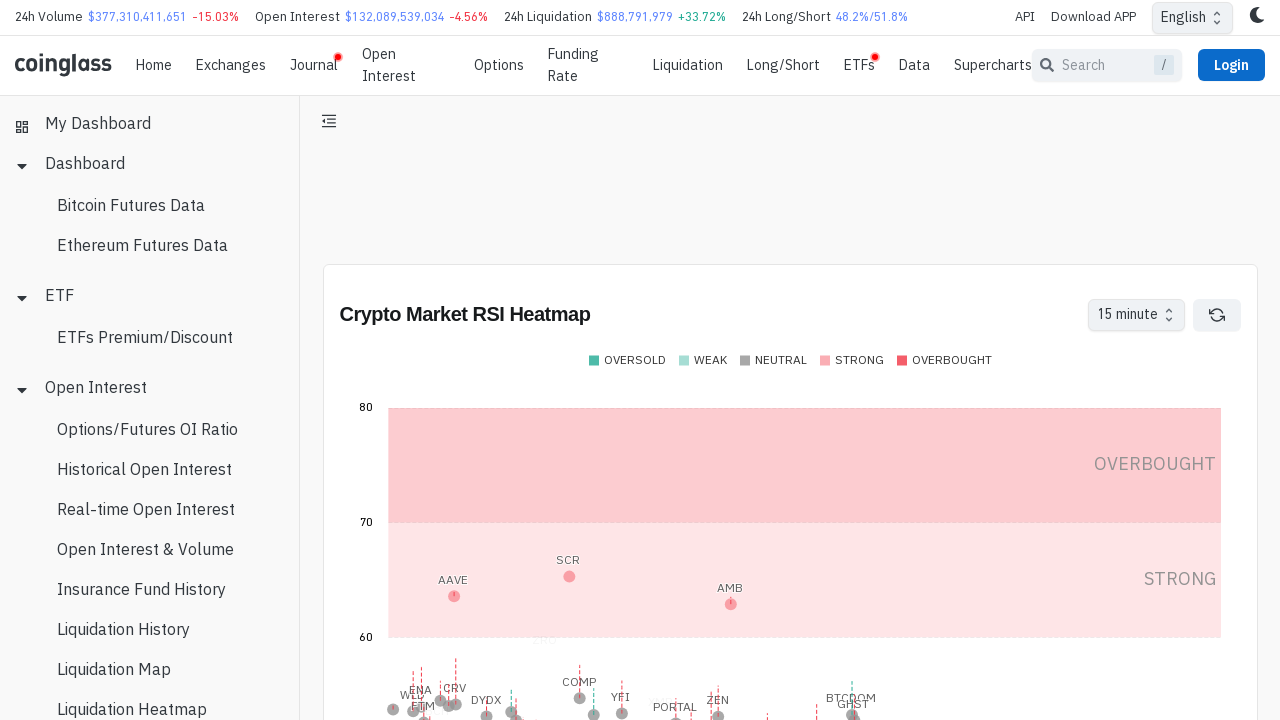 24h Volume $377,310,411,651 -15.03% Open Interest $132,089,539,034 -4.56% 24h Liquidation $888,791,979 +33.72% 24h Long/Short 48.2%/51.8% API Download APP English
coinglass Home Exchanges Journal Open Interest Options Funding Rate Liquidation Long/Short ETFs Data Supercharts Search / Login
My Dashboard
Dashboard
Bitcoin Futures Data
Ethereum Futures Data
ETF
ETFs Premium/Discount
Open Interest
Options/Futures OI Ratio
Historical Open Interest
Real-time Open Interest
Open Interest & Volume
Insurance Fund History
Liquidation History
Liquidation Map
Liquidation Heatmap
Crypto Market RSI Heatmap 15 minute
OVERSOLD WEAK NEUTRAL STRONG OVERBOUGHT
80
OVERBOUGHT
70
SCR
AAVE
AMB
STRONG
60
COMP
ENA
CRV
YFI
ZEN
BTCDOM
DYDX
GHST
FTM
PORTAL